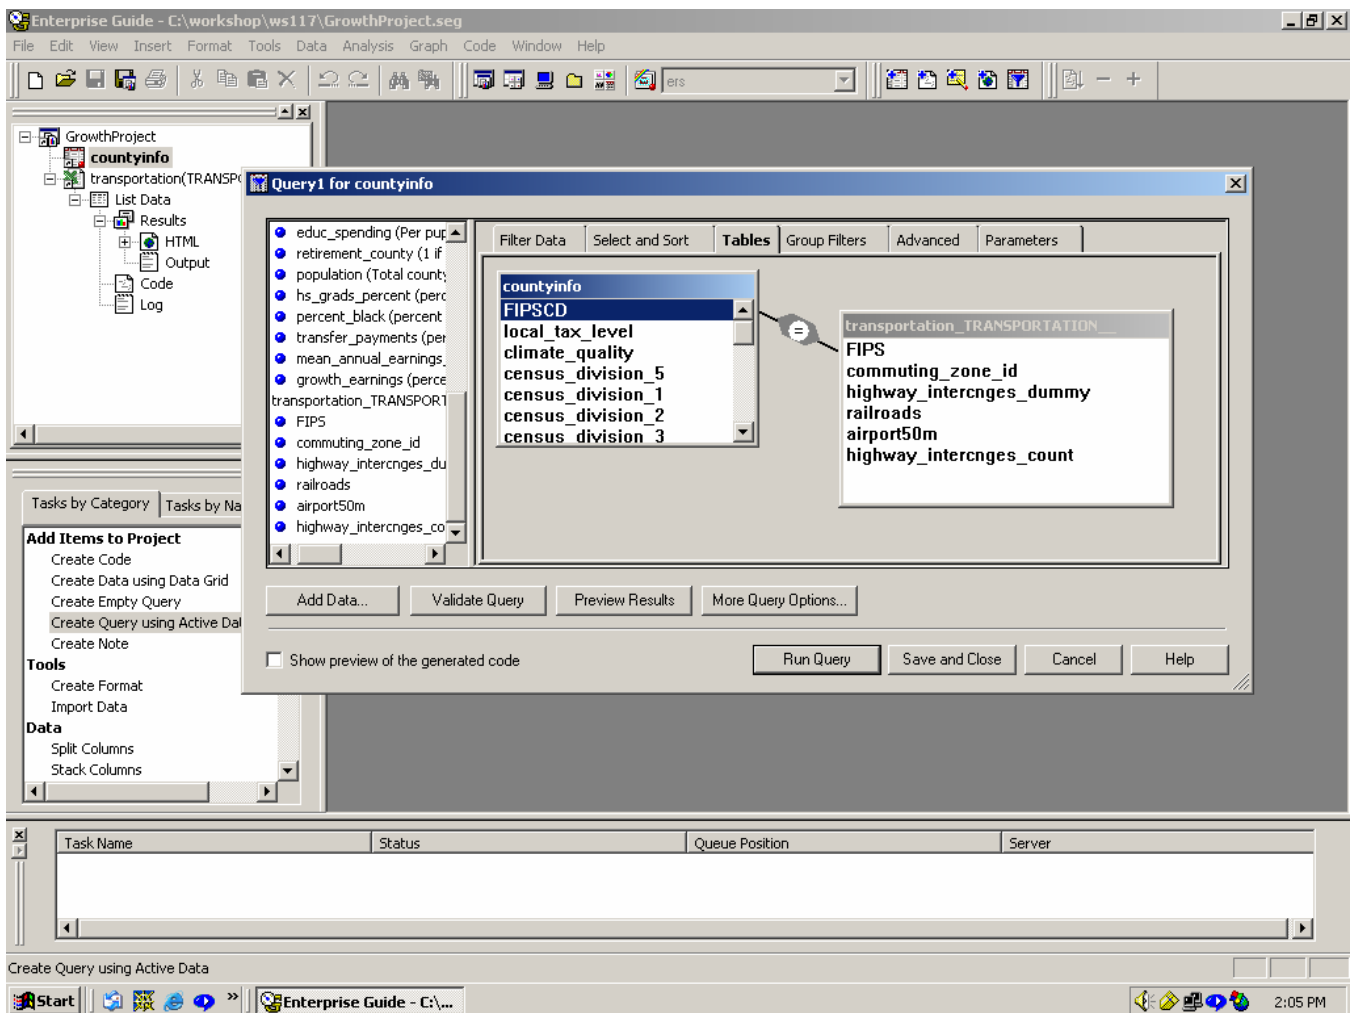 Enterprise Guide - C:\workshop\ws117\GrowthProject.seg
File Edit View Insert Format Tools Data Analysis Graph Code Window Help
ers
GrowthProject
countyinfo
transportation(TRANSP
List Data
Results
HTML
Output
Code
Log
Query1 for countyinfo
educ_spending (Per pup
retirement_county (1 if
population (Total county
hs_grads_percent (perc
percent_black (percent
transfer_payments (per
mean_annual_earnings_
growth_earnings (perce
transportation_TRANSPORT
FIPS
commuting_zone_id
highway_intercnges_du
railroads
airport50m
highway_intercnges_co
Filter Data Select and Sort Tables Group Filters Advanced Parameters
countyinfo
FIPSCD
local_tax_level
climate_quality
census_division_5
census_division_1
census_division_2
census_division_3
=
transportation_TRANSPORTATION__
FIPS
commuting_zone_id
highway_intercnges_dummy
railroads
airport50m
highway_intercnges_count
Add Data... Validate Query Preview Results More Query Options...
Show preview of the generated code
Run Query Save and Close Cancel Help
Tasks by Category Tasks by Na
Add Items to Project
Create Code
Create Data using Data Grid
Create Empty Query
Create Query using Active Dat
Create Note
Tools
Create Format
Import Data
Data
Split Columns
Stack Columns
Task Name Status Queue Position Server
Create Query using Active Data
Start » Enterprise Guide - C:\... 2:05 PM